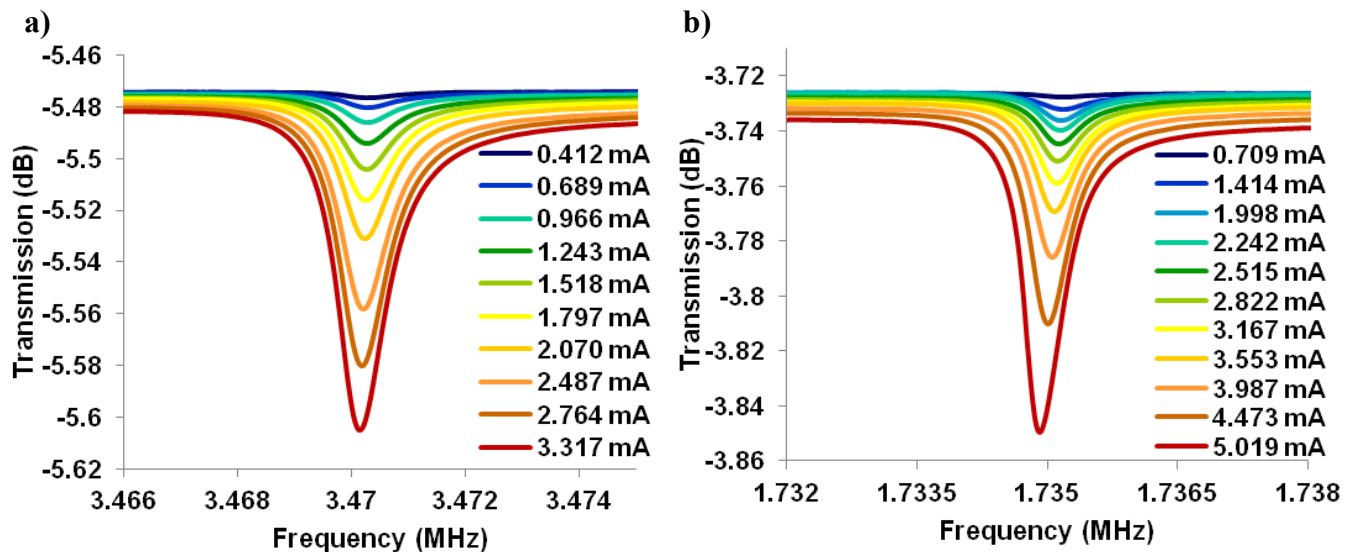 a)
Transmission (dB)
-5.46
-5.48
-5.5
-5.52
-5.54
-5.56
-5.58
-5.6
-5.62
3.466
3.468
3.47
3.472
3.474
Frequency (MHz)
0.412 mA
0.689 mA
0.966 mA
1.243 mA
1.518 mA
1.797 mA
2.070 mA
2.487 mA
2.764 mA
3.317 mA
b)
Transmission (dB)
-3.72
-3.74
-3.76
-3.78
-3.8
-3.82
-3.84
-3.86
1.732
1.7335
1.735
1.7365
1.738
Frequency (MHz)
0.709 mA
1.414 mA
1.998 mA
2.242 mA
2.515 mA
2.822 mA
3.167 mA
3.553 mA
3.987 mA
4.473 mA
5.019 mA